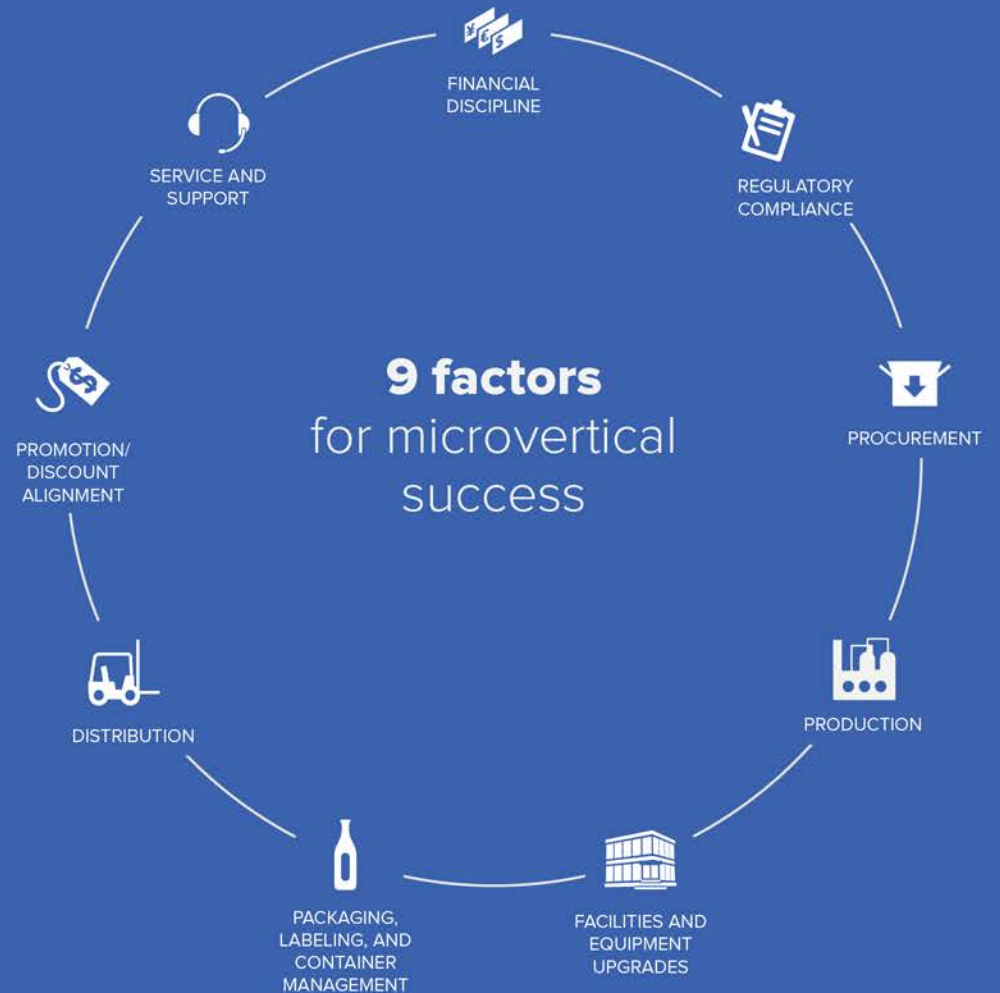 ¥ € $
FINANCIAL
DISCIPLINE
REGULATORY
COMPLIANCE
PROCUREMENT
PRODUCTION
FACILITIES AND
EQUIPMENT
UPGRADES
PACKAGING,
LABELING, AND
CONTAINER
MANAGEMENT
DISTRIBUTION
PROMOTION/
DISCOUNT
ALIGNMENT
$
SERVICE AND
SUPPORT
9 factors
for microvertical
success